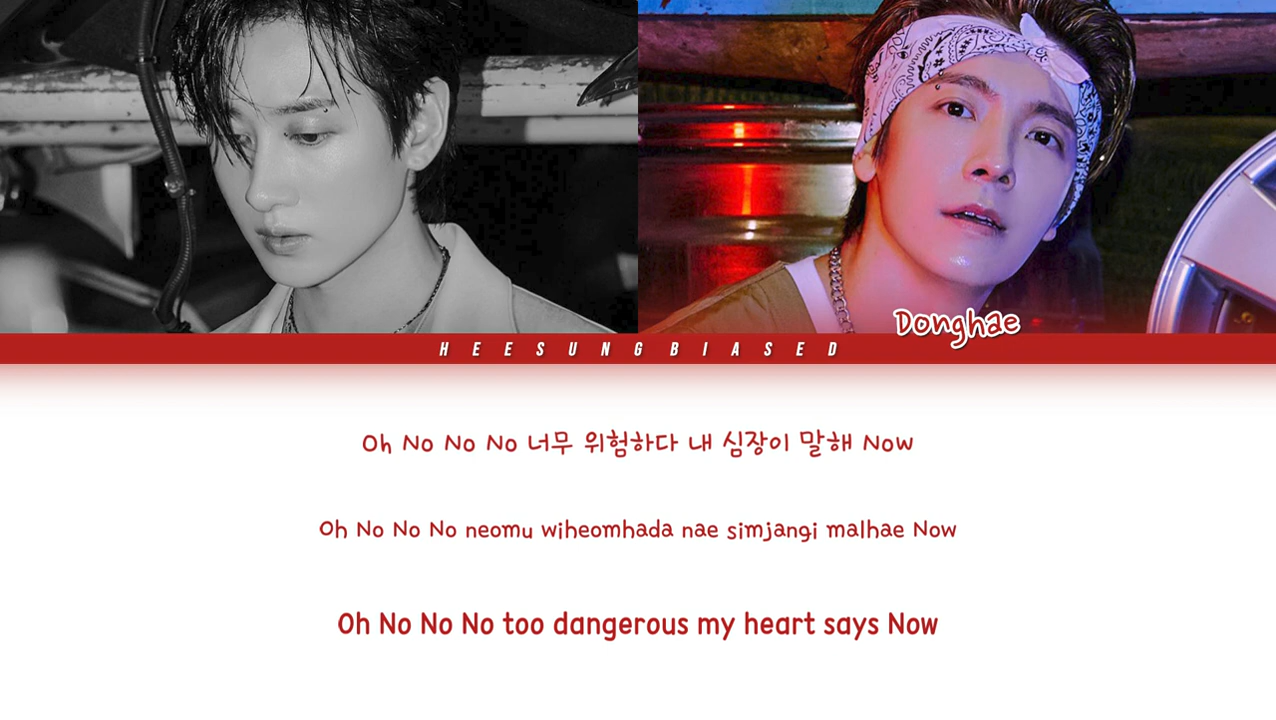 Donghae
HEESUNGBIASED
Oh No No No 너무 위험하다 내 심장이 말해 Now
Oh No No No neomu wiheomhada nae simjangi malhae Now
Oh No No No too dangerous my heart says Now